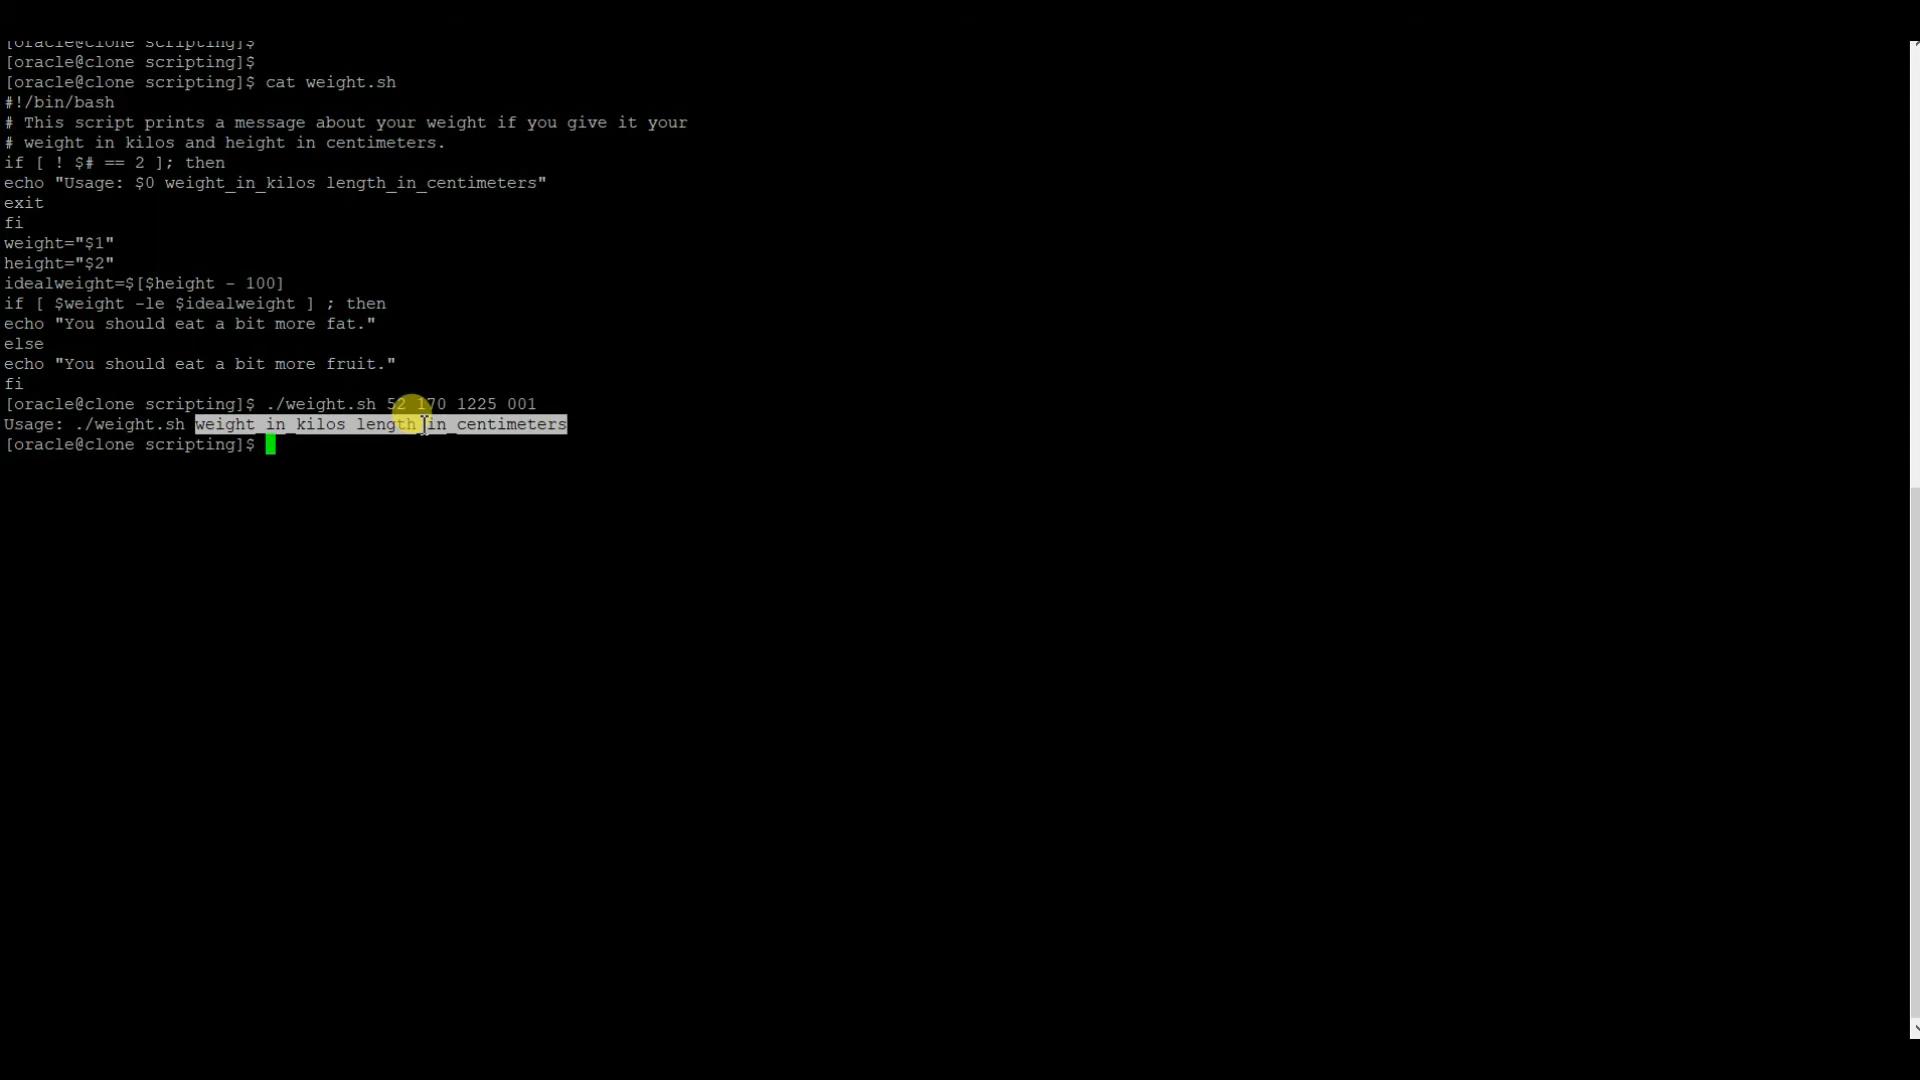 [oracle@clone scripting]$
[oracle@clone scripting]$
[oracle@clone scripting]$ cat weight.sh
#!/bin/bash
# This script prints a message about your weight if you give it your
# weight in kilos and height in centimeters.
if [ ! $# == 2 ]; then
echo "Usage: $0 weight_in_kilos length_in_centimeters"
exit
fi
weight="$1"
height="$2"
idealweight=$[$height - 100]
if [ $weight -le $idealweight ] ; then
echo "You should eat a bit more fat."
else
echo "You should eat a bit more fruit."
fi
[oracle@clone scripting]$ ./weight.sh 52 170 1225 001
Usage: ./weight.sh weight_in_kilos length_in_centimeters
[oracle@clone scripting]$